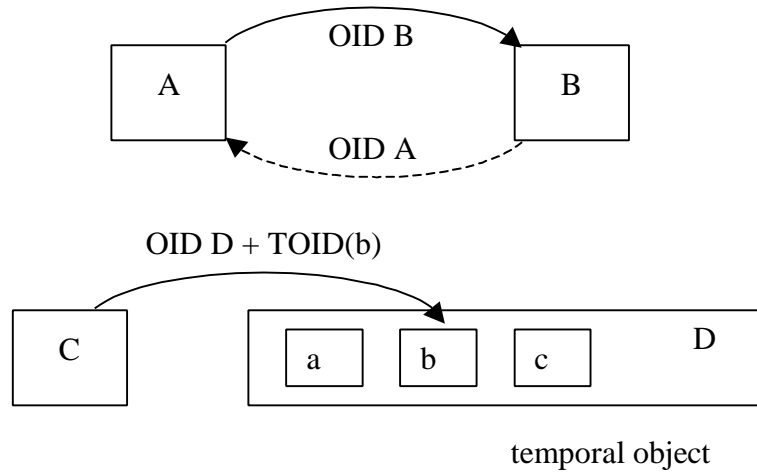 OID B
A
B
OID A
OID D + TOID(b)
C
D
a
b
c
temporal object